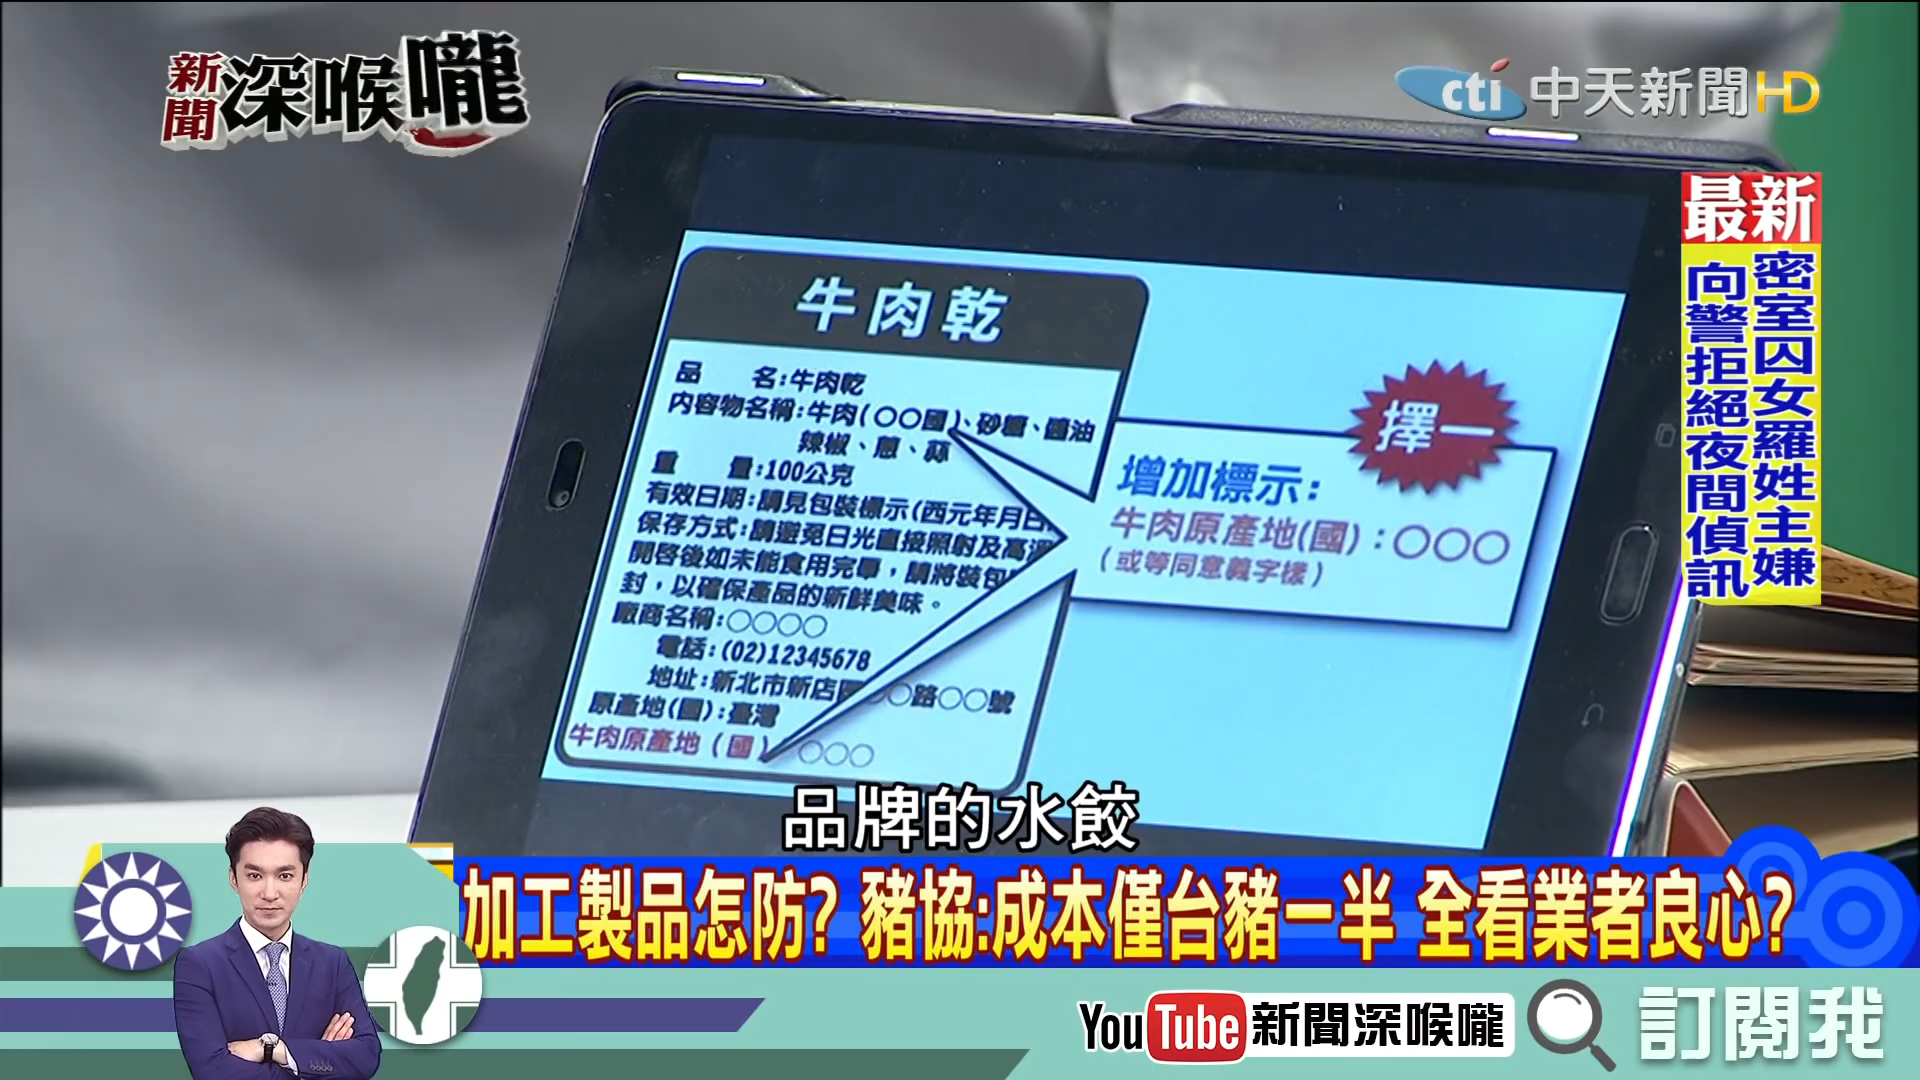 新聞深喉嚨
cti 中天新聞HD
最新
密室囚女羅姓主嫌
向警拒絕夜間偵訊
牛肉乾
品 名:牛肉乾
內容物名稱:牛肉(〇〇國)、砂糖、醬油
辣椒、蔥、蒜
重 量:100公克
有效日期:請見包裝標示(西元年月日
保存方式:請避免日光直接照射及高溫
開啓後如未能食用完畢,請將裝包
封,以確保產品的新鮮美味。
廠商名稱:〇〇〇〇
電話:(02)12345678
地址:新北市新店區〇〇路〇〇號
原產地(國):臺灣
牛肉原產地(國) 〇〇〇
擇一
增加標示:
牛肉原產地(國):〇〇〇
(或等同意義字樣)
品牌的水餃
加工製品怎防? 豬協:成本僅台豬一半 全看業者良心?
YouTube 新聞深喉嚨
訂閱我